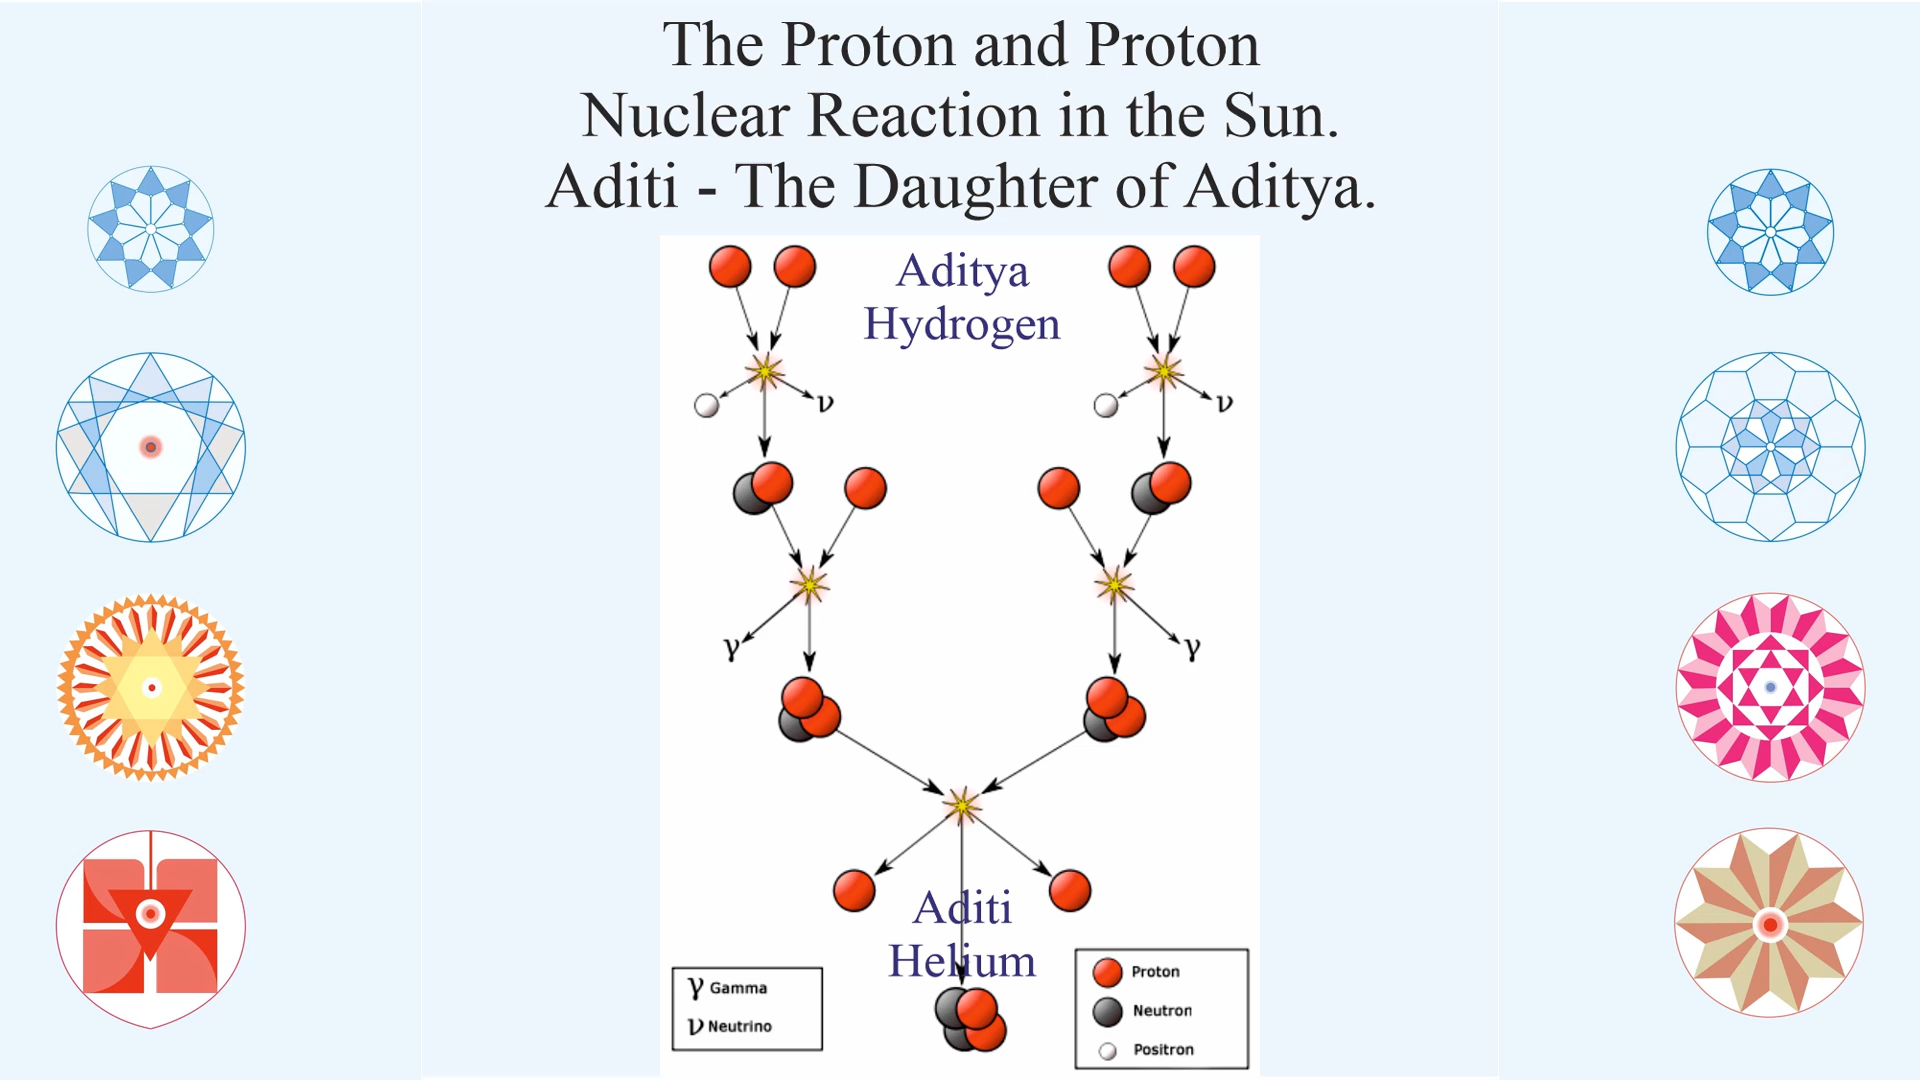 The Proton and Proton
Nuclear Reaction in the Sun.
Aditi - The Daughter of Aditya.
Aditya
Hydrogen
ν
ν
γ
γ
Aditi
Helium
γ Gamma
ν Neutrino
Proton
Neutron
Positron